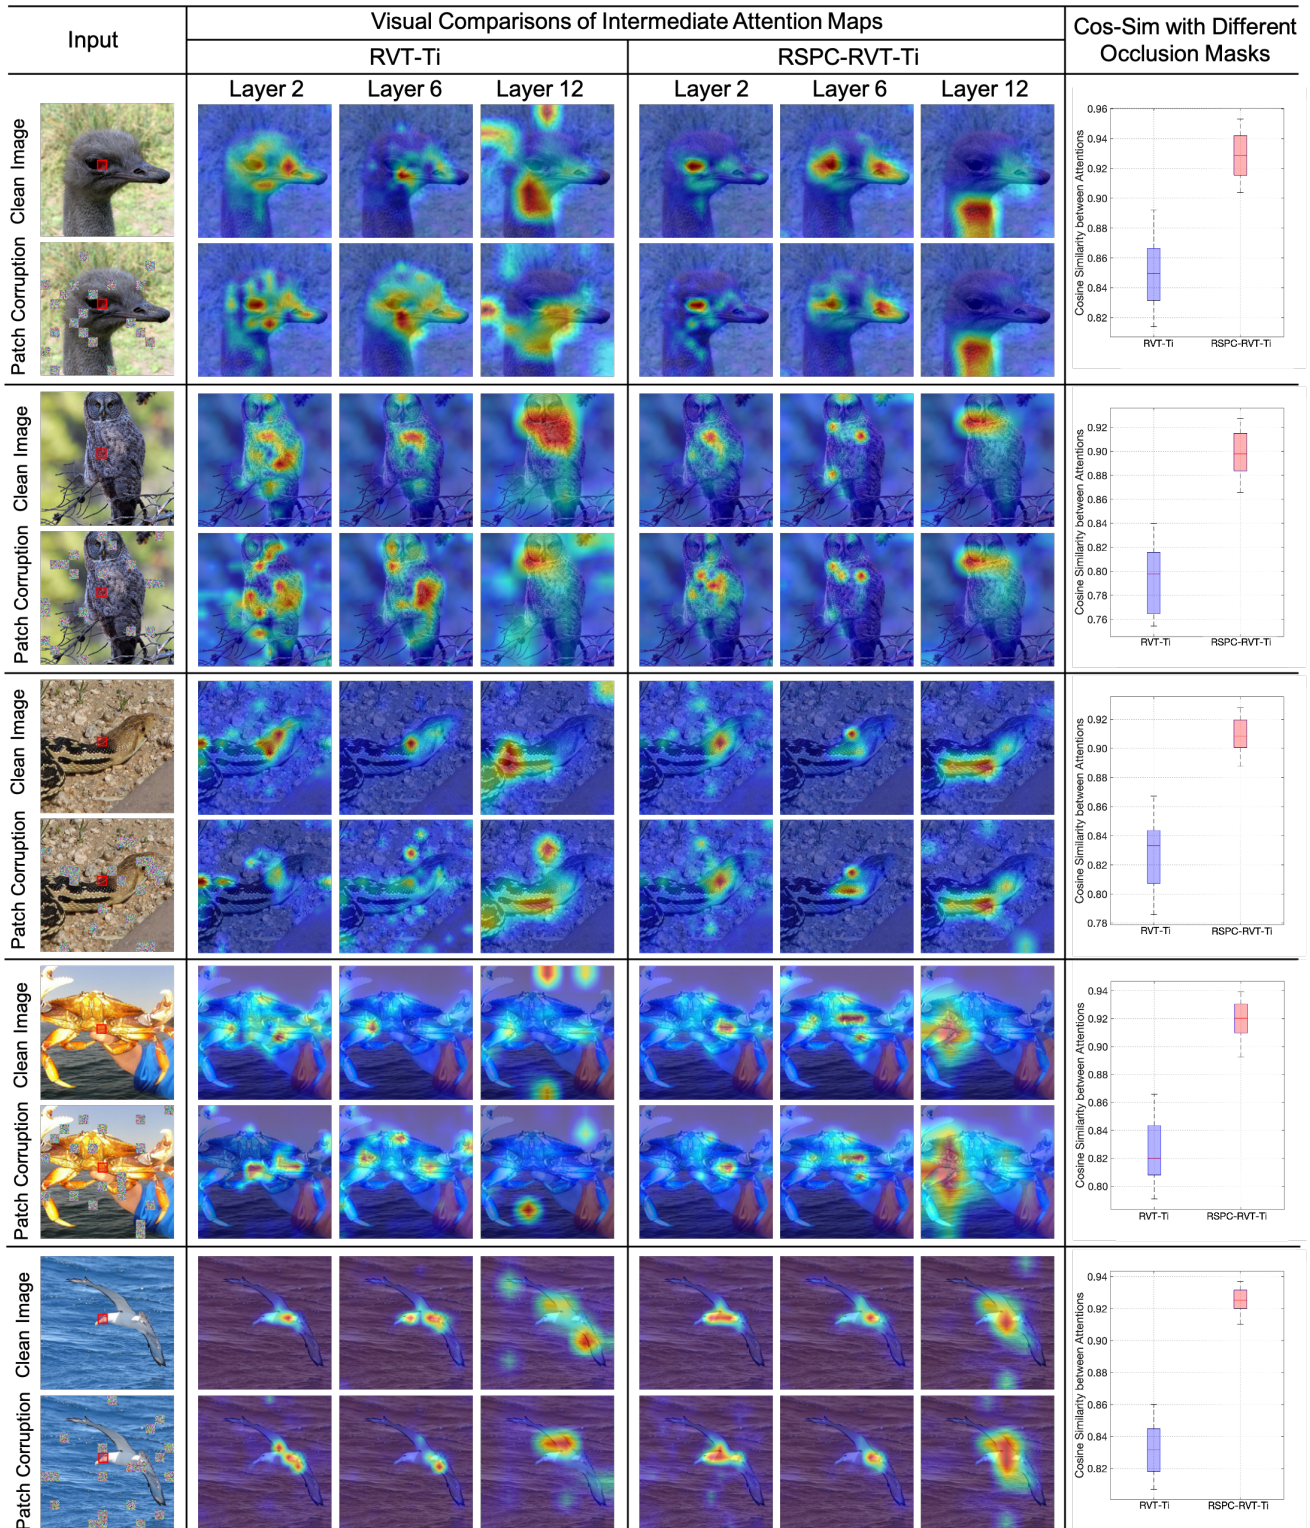 Input
Visual Comparisons of Intermediate Attention Maps
Cos-Sim with Different
Occlusion Masks
RVT-Ti
RSPC-RVT-Ti
Layer 2
Layer 6
Layer 12
Layer 2
Layer 6
Layer 12
Clean Image
Patch Corruption
Cosine Similarity between Attentions
0.96
0.94
0.92
0.90
0.88
0.86
0.84
0.82
RVT-Ti
RSPC-RVT-Ti
Clean Image
Patch Corruption
Cosine Similarity between Attentions
0.92
0.90
0.86
0.84
0.82
0.80
0.76
RVT-Ti
RSPC-RVT-Ti
Clean Image
Patch Corruption
Cosine Similarity between Attentions
0.92
0.90
0.88
0.86
0.84
0.82
0.80
0.78
RVT-Ti
RSPC-RVT-Ti
Clean Image
Patch Corruption
Cosine Similarity between Attentions
0.94
0.92
0.90
0.88
0.86
0.84
0.82
0.80
RVT-Ti
RSPC-RVT-Ti
Clean Image
Patch Corruption
Cosine Similarity between Attentions
0.94
0.92
0.90
0.88
0.86
0.84
0.82
RVT-Ti
RSPC-RVT-Ti